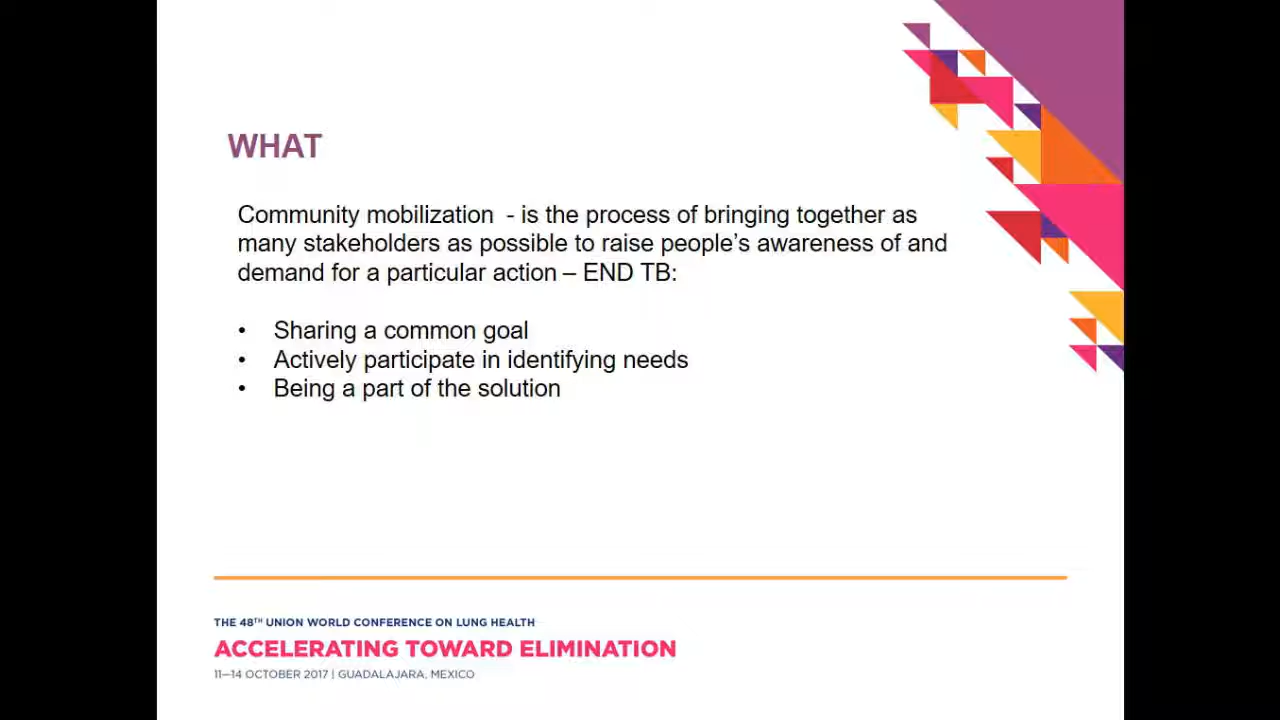 WHAT
Community mobilization  - is the process of bringing together as
many stakeholders as possible to raise people’s awareness of and
demand for a particular action – END TB:
• Sharing a common goal
• Actively participate in identifying needs
• Being a part of the solution
THE 48TH UNION WORLD CONFERENCE ON LUNG HEALTH
ACCELERATING TOWARD ELIMINATION
11—14 OCTOBER 2017 | GUADALAJARA, MEXICO